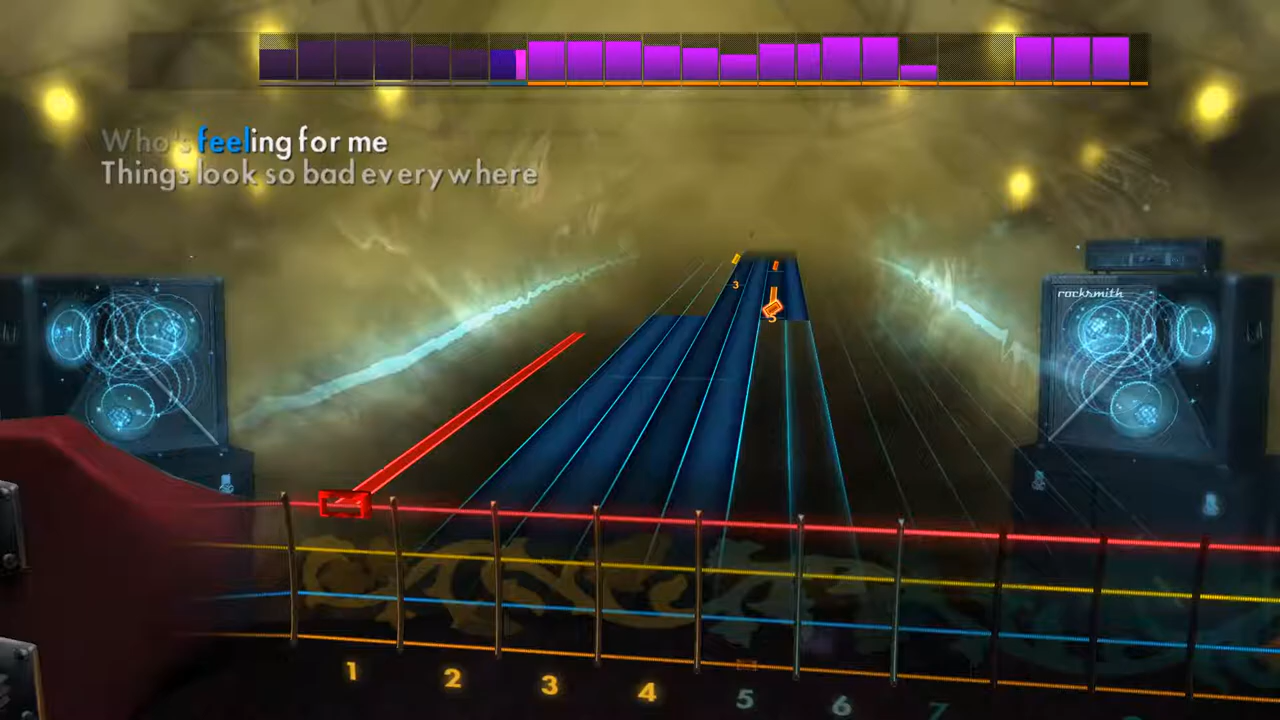 Who's feeling for me
Things look so bad everywhere
rocksmith
3
5
1 2 3 4 5 6 7